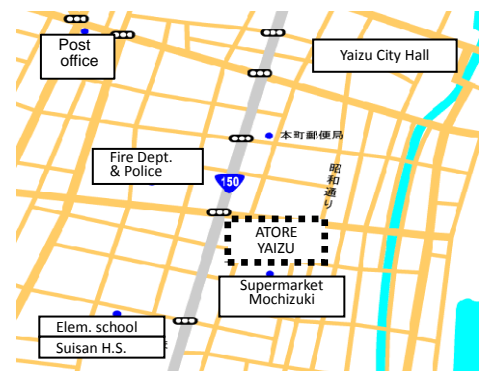 Post
office
Yaizu City Hall
本町郵便局
Fire Dept.
& Police
150
昭和通り
ATORE
YAIZU
Supermarket
Mochizuki
Elem. school
Suisan H.S.